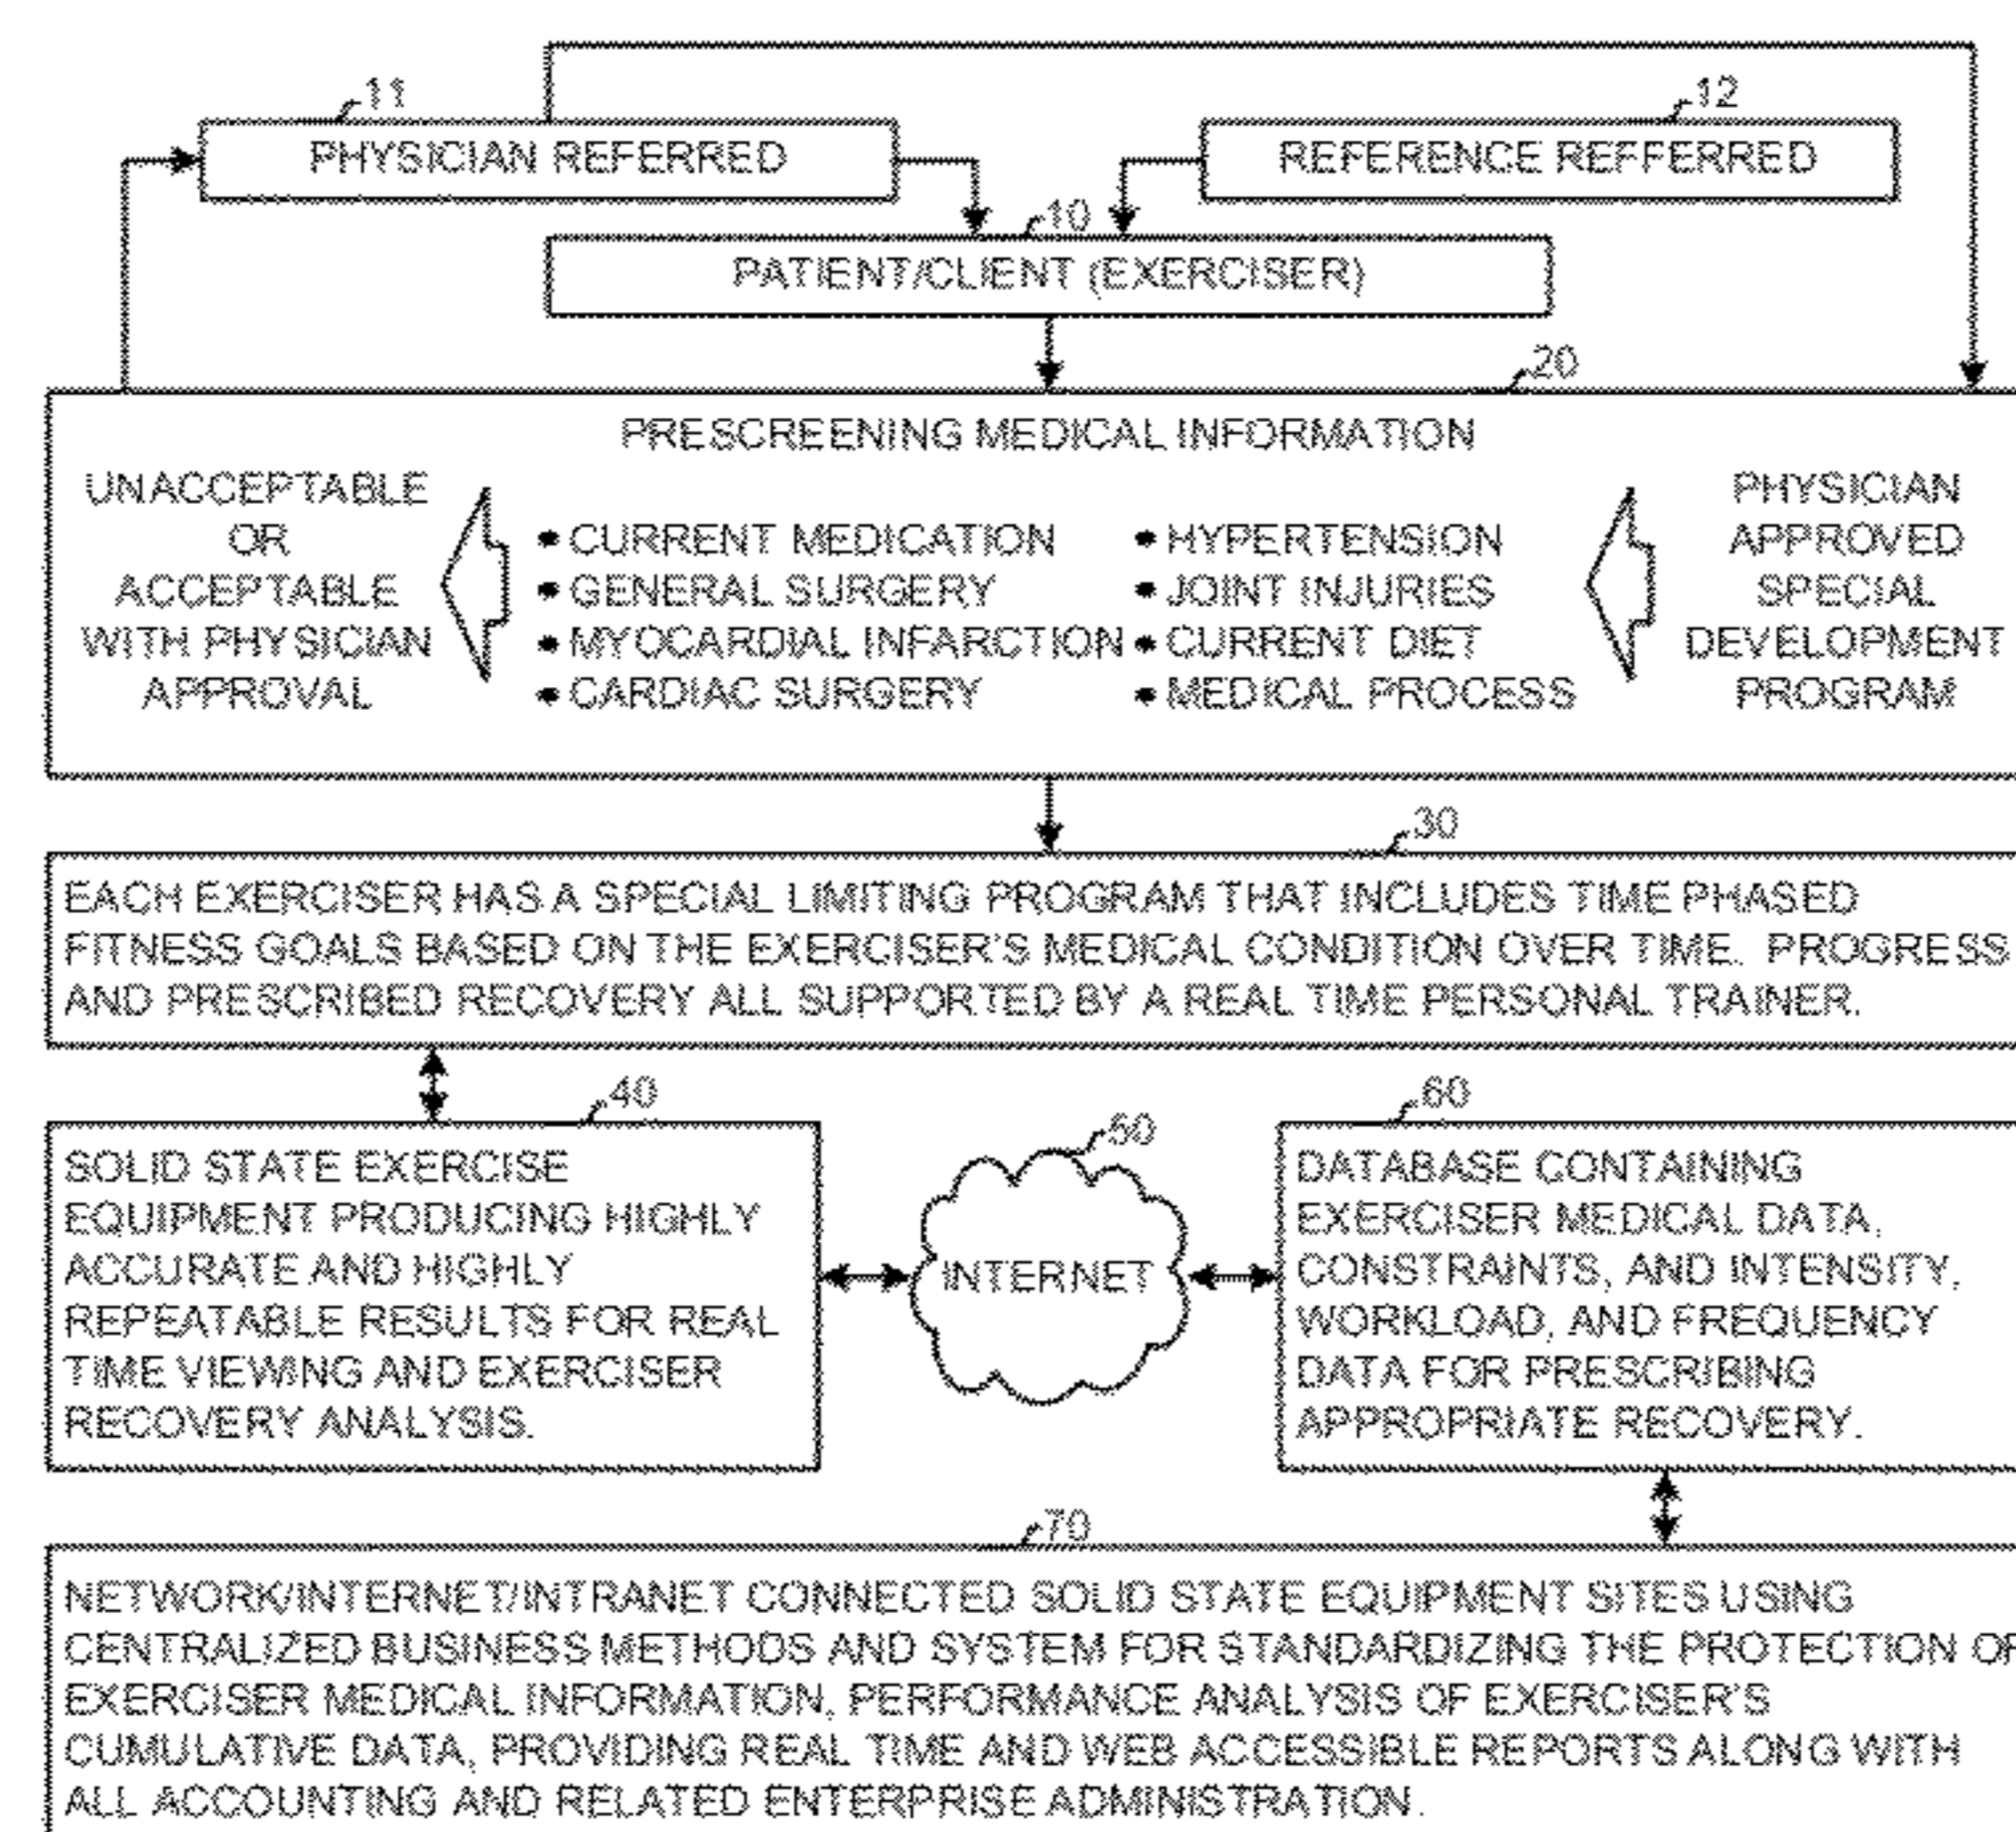 11
12
PHYSICIAN REFERRED
REFERENCE REFFERRED
10
PATIENT/CLIENT (EXERCISER)
20
PRESCREENING MEDICAL INFORMATION
UNACCEPTABLE
OR
ACCEPTABLE
WITH PHYSICIAN
APPROVAL
• CURRENT MEDICATION
• GENERAL SURGERY
• MYOCARDIAL INFARCTION
• CARDIAC SURGERY
• HYPERTENSION
• JOINT INJURIES
• CURRENT DIET
• MEDICAL PROCESS
PHYSICIAN
APPROVED
SPECIAL
DEVELOPMENT
PROGRAM
30
EACH EXERCISER HAS A SPECIAL LIMITING PROGRAM THAT INCLUDES TIME PHASED
FITNESS GOALS BASED ON THE EXERCISER'S MEDICAL CONDITION OVER TIME. PROGRESS
AND PRESCRIBED RECOVERY ALL SUPPORTED BY A REAL TIME PERSONAL TRAINER.
40
SOLID STATE EXERCISE
EQUIPMENT PRODUCING HIGHLY
ACCURATE AND HIGHLY
REPEATABLE RESULTS FOR REAL
TIME VIEWING AND EXERCISER
RECOVERY ANALYSIS.
50
INTERNET
60
DATABASE CONTAINING
EXERCISER MEDICAL DATA,
CONSTRAINTS, AND INTENSITY,
WORKLOAD, AND FREQUENCY
DATA FOR PRESCRIBING
APPROPRIATE RECOVERY.
70
NETWORK/INTERNET/INTRANET CONNECTED SOLID STATE EQUIPMENT SITES USING
CENTRALIZED BUSINESS METHODS AND SYSTEM FOR STANDARDIZING THE PROTECTION OF
EXERCISER MEDICAL INFORMATION, PERFORMANCE ANALYSIS OF EXERCISER'S
CUMULATIVE DATA, PROVIDING REAL TIME AND WEB ACCESSIBLE REPORTS ALONG WITH
ALL ACCOUNTING AND RELATED ENTERPRISE ADMINISTRATION.